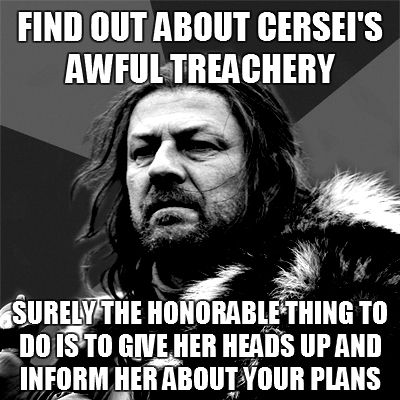 FIND OUT ABOUT CERSEI'S
AWFUL TREACHERY
SURELY THE HONORABLE THING TO
DO IS TO GIVE HER HEADS UP AND
INFORM HER ABOUT YOUR PLANS